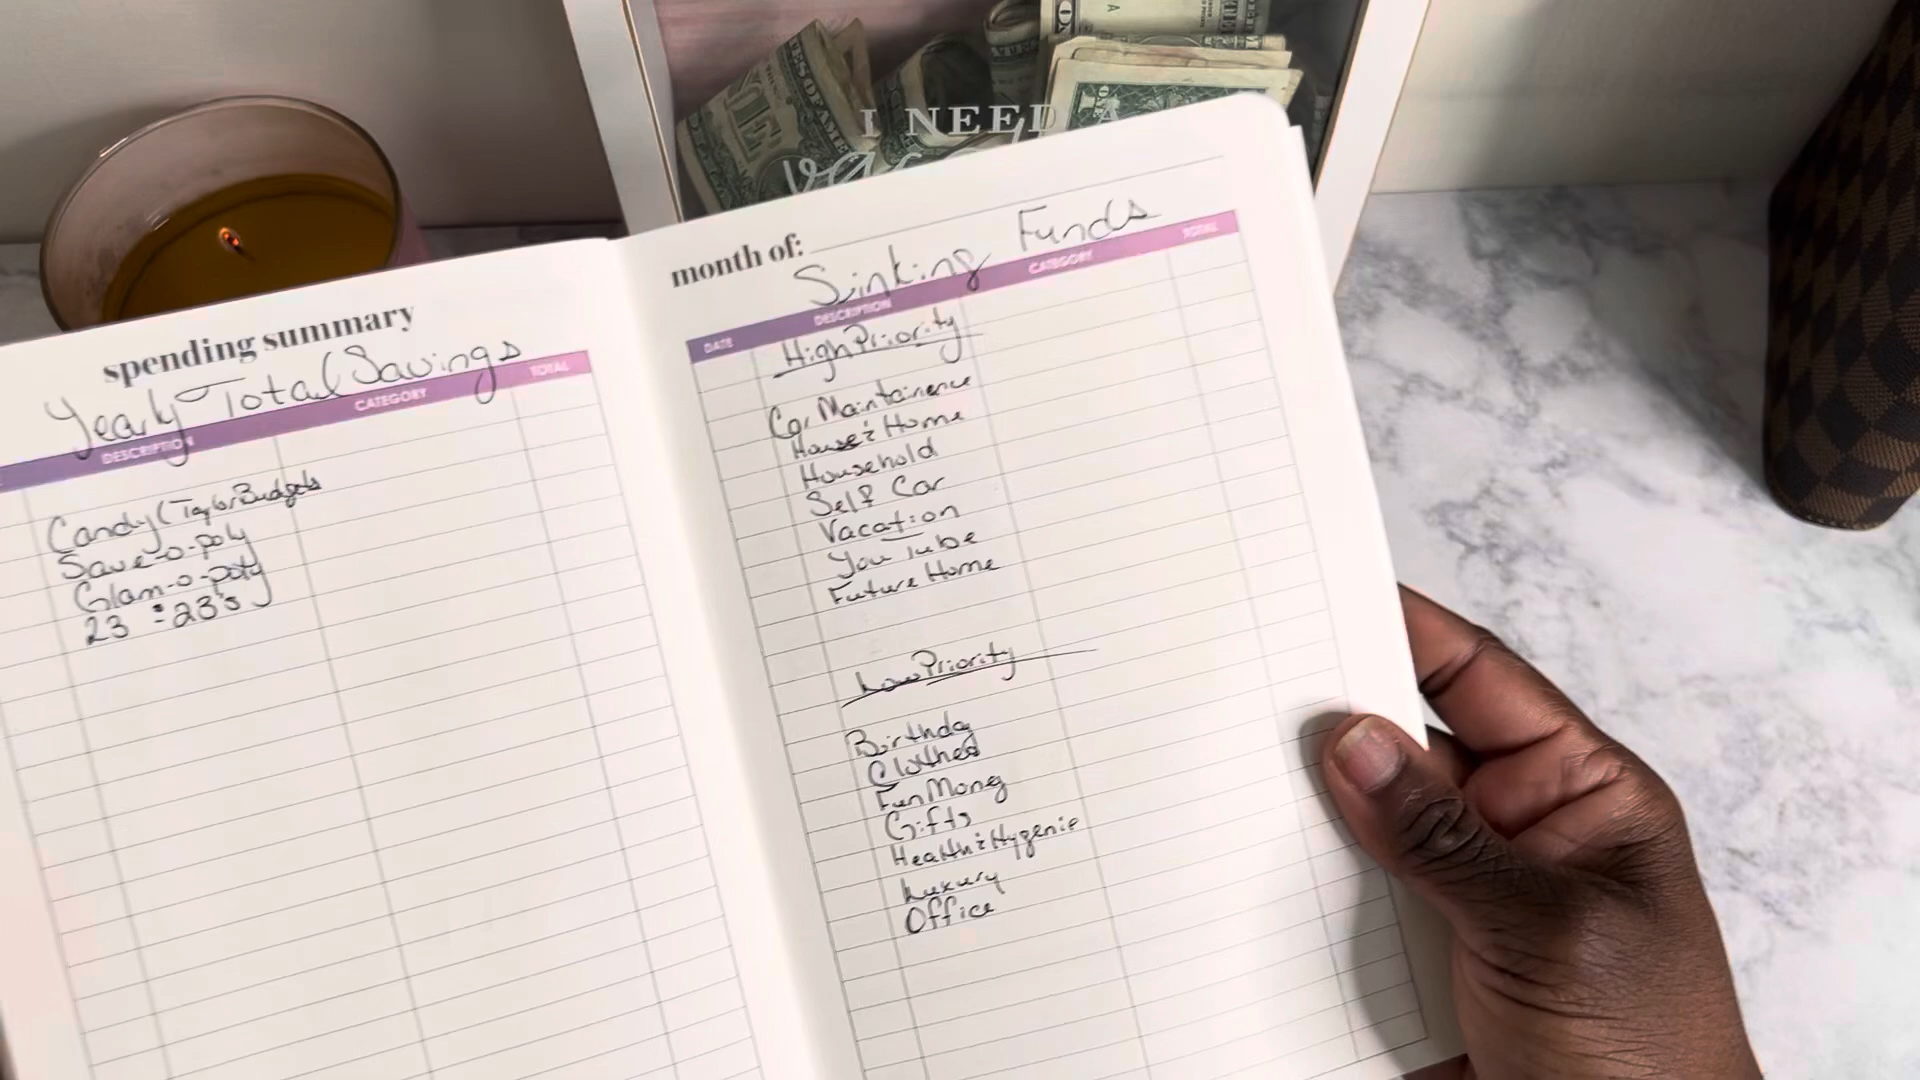 I NEED A
spending summary
Yearly Total Savings
DESCRIPTION CATEGORY TOTAL
Candy (Taylor Budgets
Save-o-poly
Glam-o-poly
23 : 23's
month of:
Sinking Funds
DATE DESCRIPTION CATEGORY TOTAL
High Priority
Car Maintainence
House & Home
Household
Self Car
Vacation
YouTube
Future Home
Low Priority
Birthday
Clothes
Fun Money
Gifts
Health & Hygenie
Luxury
Office